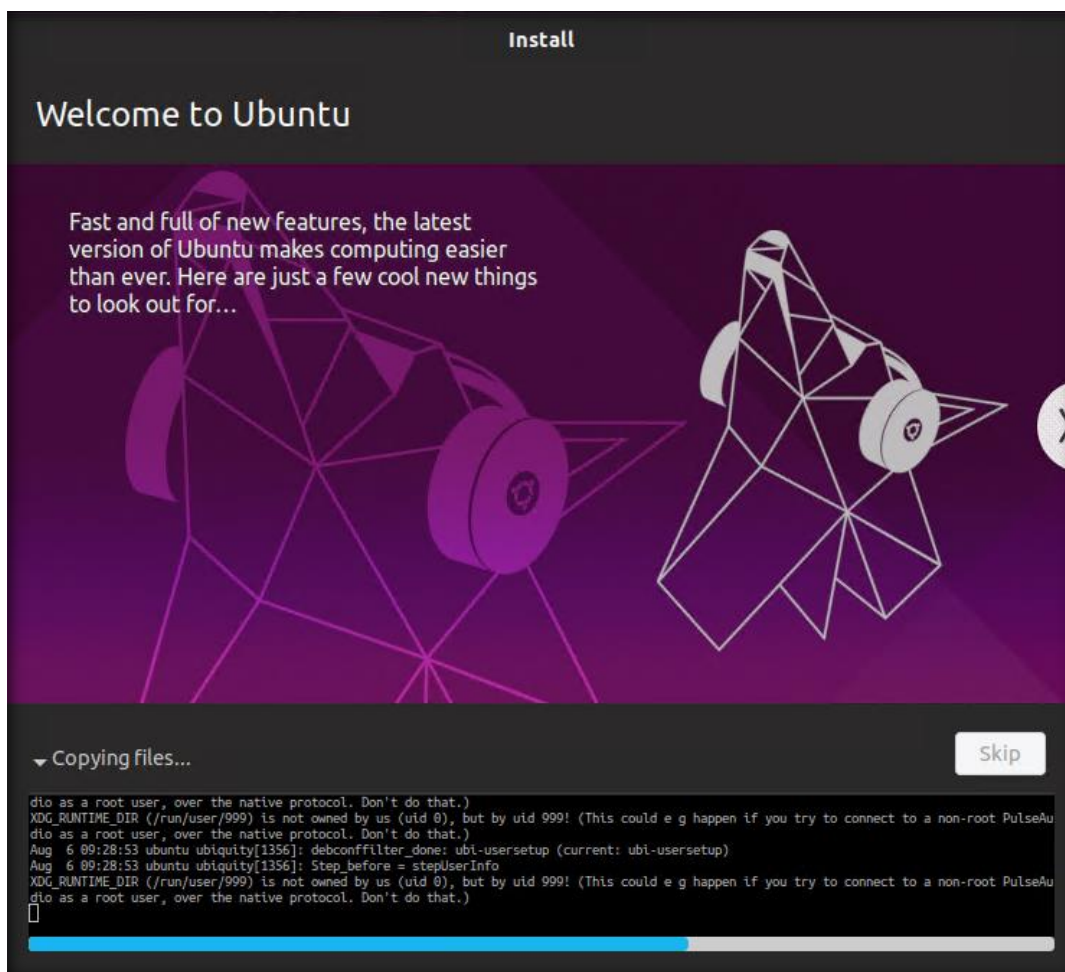 Install
Welcome to Ubuntu
Fast and full of new features, the latest
version of Ubuntu makes computing easier
than ever. Here are just a few cool new things
to look out for...
Copying files...
Skip
dio as a root user, over the native protocol. Don't do that.)
XDG_RUNTIME_DIR (/run/user/999) is not owned by us (uid 0), but by uid 999! (This could e g happen if you try to connect to a non-root PulseAu
dio as a root user, over the native protocol. Don't do that.)
Aug  6 09:28:53 ubuntu ubiquity[1356]: debconffilter_done: ubi-usersetup (current: ubi-usersetup)
Aug  6 09:28:53 ubuntu ubiquity[1356]: Step_before = stepUserInfo
XDG_RUNTIME_DIR (/run/user/999) is not owned by us (uid 0), but by uid 999! (This could e g happen if you try to connect to a non-root PulseAu
dio as a root user, over the native protocol. Don't do that.)